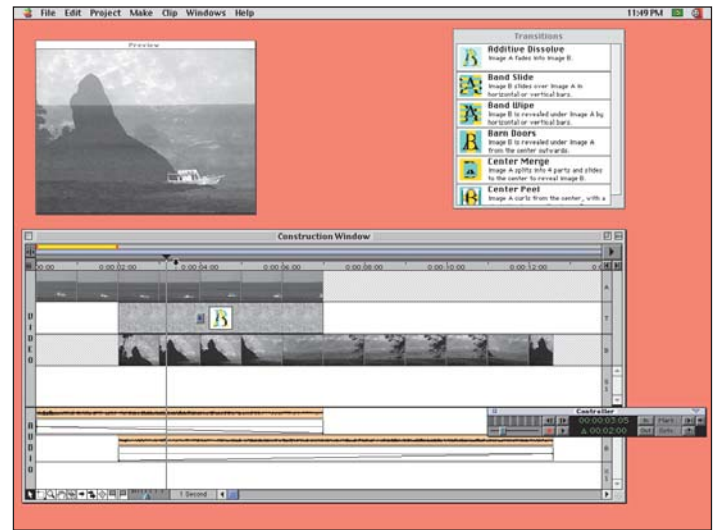 File Edit Project Make Clip Windows Help
11:49 PM
Preview
Transitions
Additive Dissolve
Image A fades into Image B.
Band Slide
Image B slides over Image A in
horizontal or vertical bars.
Band Wipe
Image B is revealed under Image A by
horizontal or vertical bars.
Barn Doors
Image B is revealed under Image A
from the center outwards.
Center Merge
Image A splits into 4 parts and slides
to the center to reveal Image B.
Center Peel
Image A curls from the center, with a
Construction Window
00:00 0:00:02:00 0:00:04:00 0:00:06:00 0:00:08:00 0:00:10:00 0:00:12:00
VIDEO
A
T
B
S1
AUDIO
Controller
00:00:03:05 In Mark
Δ 00:02:00 Out Goto
B
1 Second